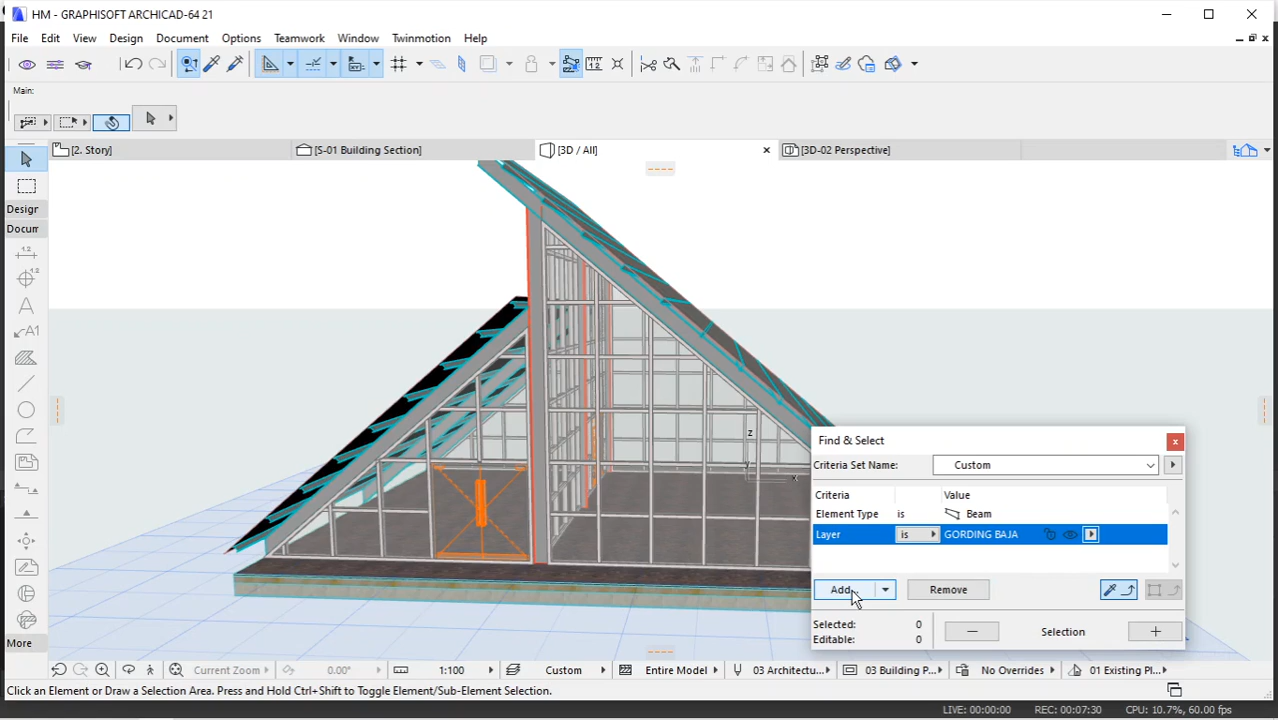 HM - GRAPHISOFT ARCHICAD-64 21
File Edit View Design Document Options Teamwork Window Twinmotion Help
Main:
[2. Story] [S-01 Building Section] [3D / All] [3D-02 Perspective]
Design
Docum
1.2
1.2
A
A1
More
z
y
x
Find & Select
Criteria Set Name: Custom
Criteria Value
Element Type is Beam
Layer is GORDING BAJA
Add... Remove
Selected: 0
Editable: 0
Selection
Current Zoom 0.00° 1:100 Custom Entire Model 03 Architectu... 03 Building P... No Overrides 01 Existing Pl...
Click an Element or Draw a Selection Area. Press and Hold Ctrl+Shift to Toggle Element/Sub-Element Selection.
LIVE: 00:00:00 REC: 00:07:30 CPU: 10.7%, 60.00 fps